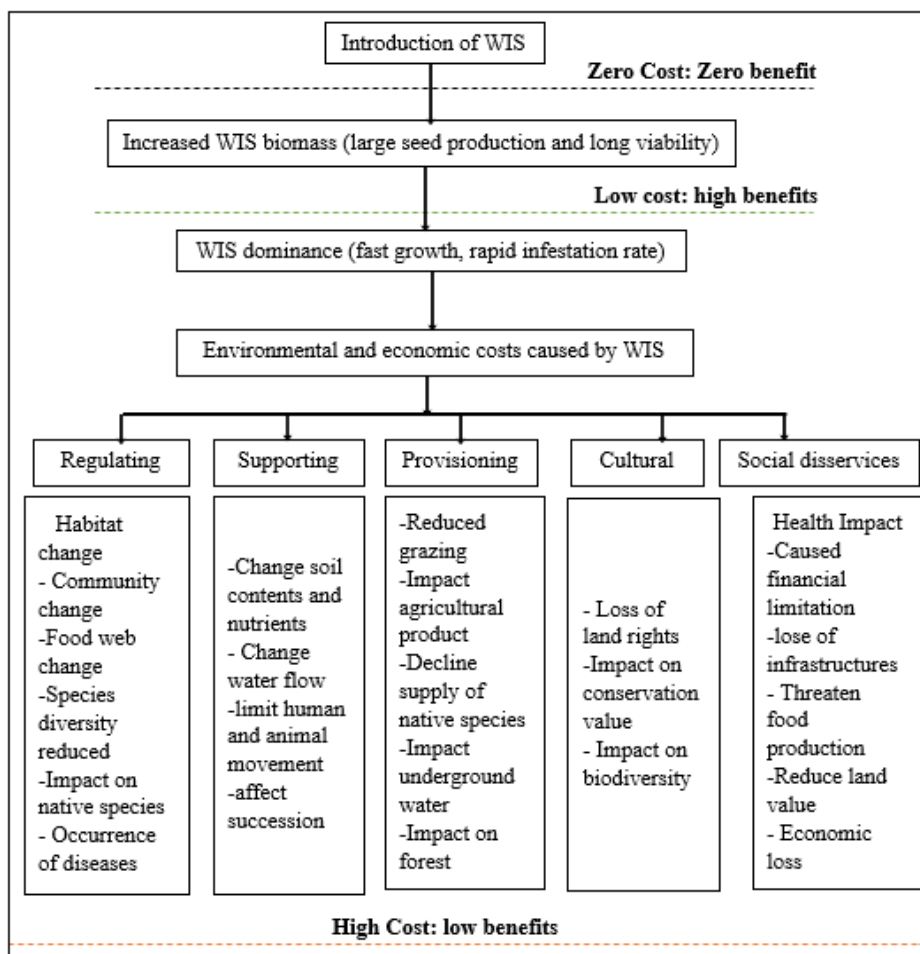 Introduction of WIS
Zero Cost: Zero benefit
Increased WIS biomass (large seed production and long viability)
Low cost: high benefits
WIS dominance (fast growth, rapid infestation rate)
Environmental and economic costs caused by WIS
Regulating
Supporting
Provisioning
Cultural
Social disservices
Habitat
change
- Community
change
-Food web
change
-Species
diversity
reduced
-Impact on
native species
- Occurrence
of diseases
-Change soil
contents and
nutrients
- Change
water flow
-limit human
and animal
movement
-affect
succession
-Reduced
grazing
-Impact
agricultural
product
-Decline
supply of
native species
-Impact
underground
water
-Impact on
forest
- Loss of
land rights
-Impact on
conservation
value
- Impact on
biodiversity
Health Impact
-Caused
financial
limitation
-lose of
infrastructures
- Threaten
food
production
-Reduce land
value
- Economic
loss
High Cost: low benefits